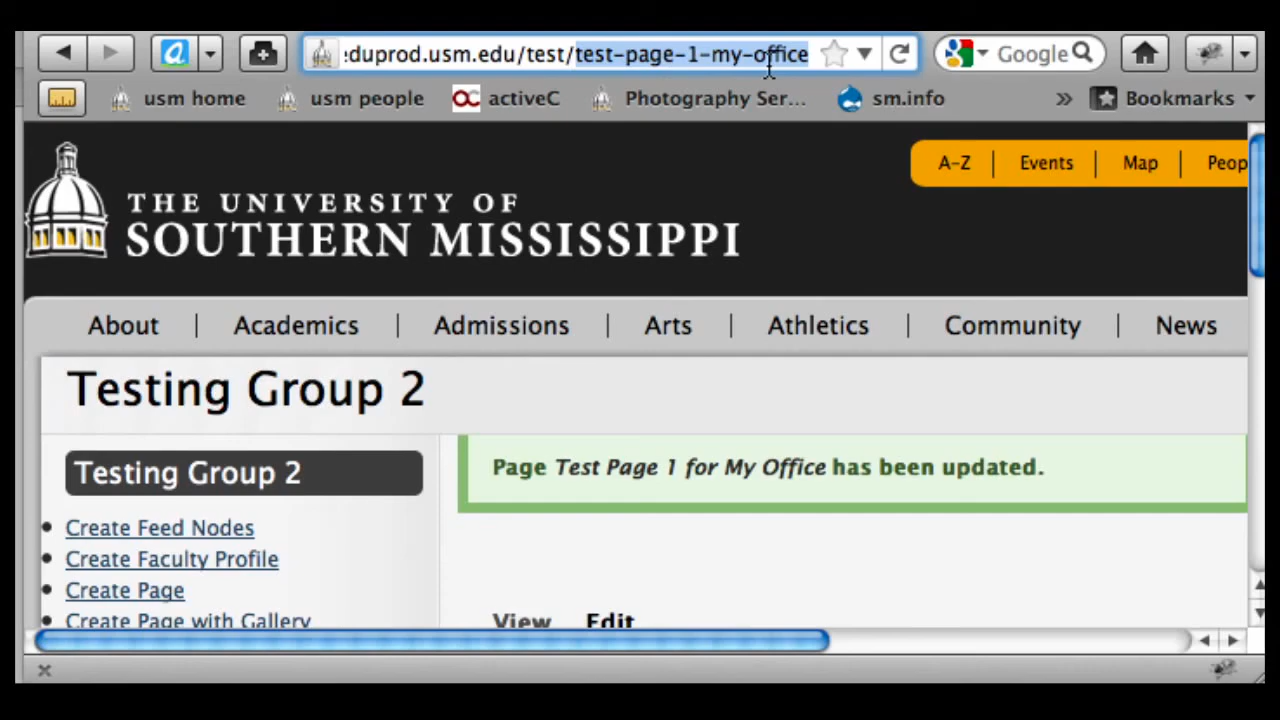 :duprod.usm.edu/test/test-page-1-my-office
Google
usm home
usm people
activeC
Photography Ser...
sm.info
»
Bookmarks
A-Z | Events | Map | Peop
THE UNIVERSITY OF
SOUTHERN MISSISSIPPI
About | Academics | Admissions | Arts | Athletics | Community | News
Testing Group 2
Testing Group 2
Page Test Page 1 for My Office has been updated.
Create Feed Nodes
Create Faculty Profile
Create Page
Create Page with Gallery
View Edit